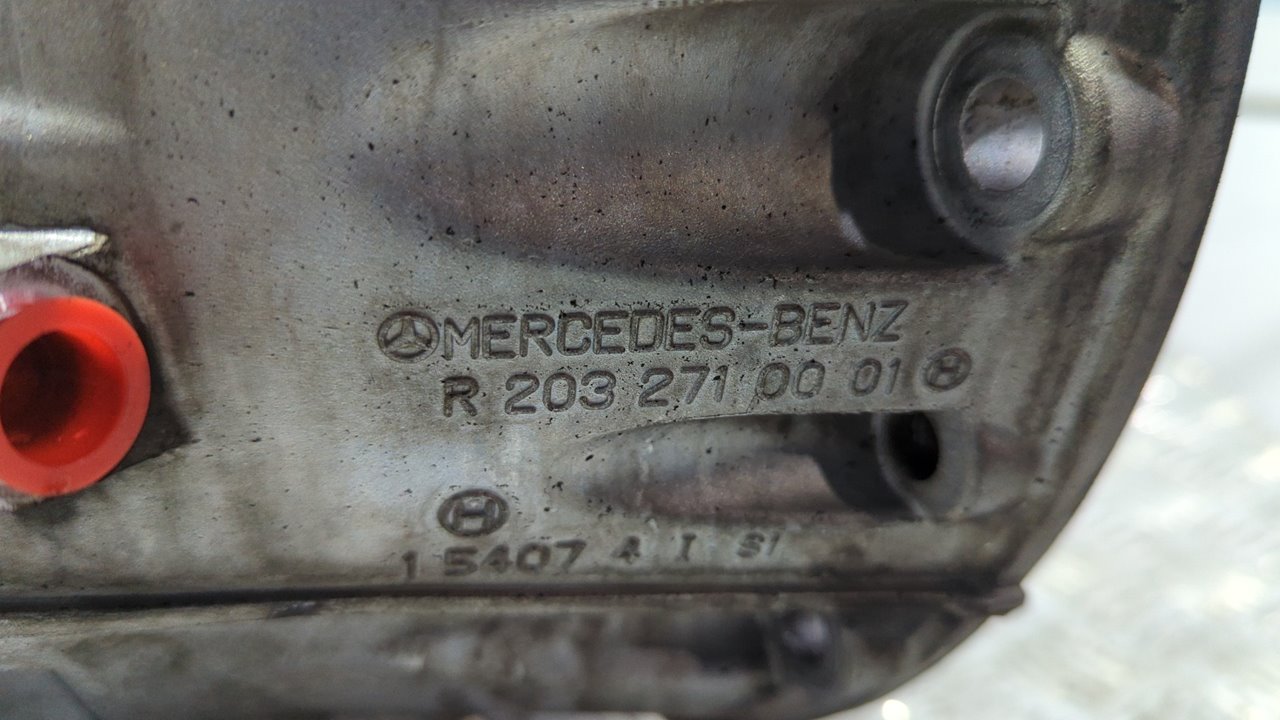 MERCEDES-BENZ
R 203 271 00 01 H
H
1 5407 4 I SI